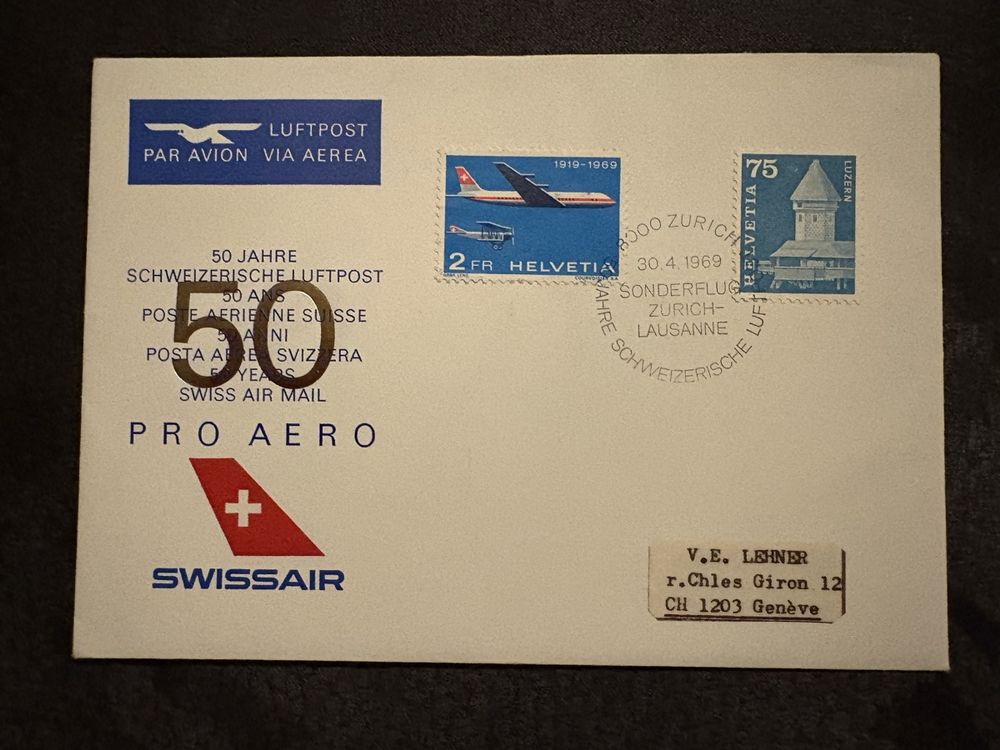 LUFTPOST
PAR AVION VIA AEREA
50 JAHRE
SCHWEIZERISCHE LUFTPOST
50 ANS
POSTE AERIENNE SUISSE
50 ANNI
POSTA AEREA SVIZZERA
50 YEARS
SWISS AIR MAIL
50
PRO AERO
SWISSAIR
1919-1969
2 FR HELVETIA
COURVOISIER S.A.
75
HELVETIA
LUZERN
8000 ZURICH
30.4.1969
SONDERFLUG
ZURICH-
LAUSANNE
JAHRE SCHWEIZERISCHE
V.E. LEHNER
r.Chles Giron 12
CH 1203 Genève